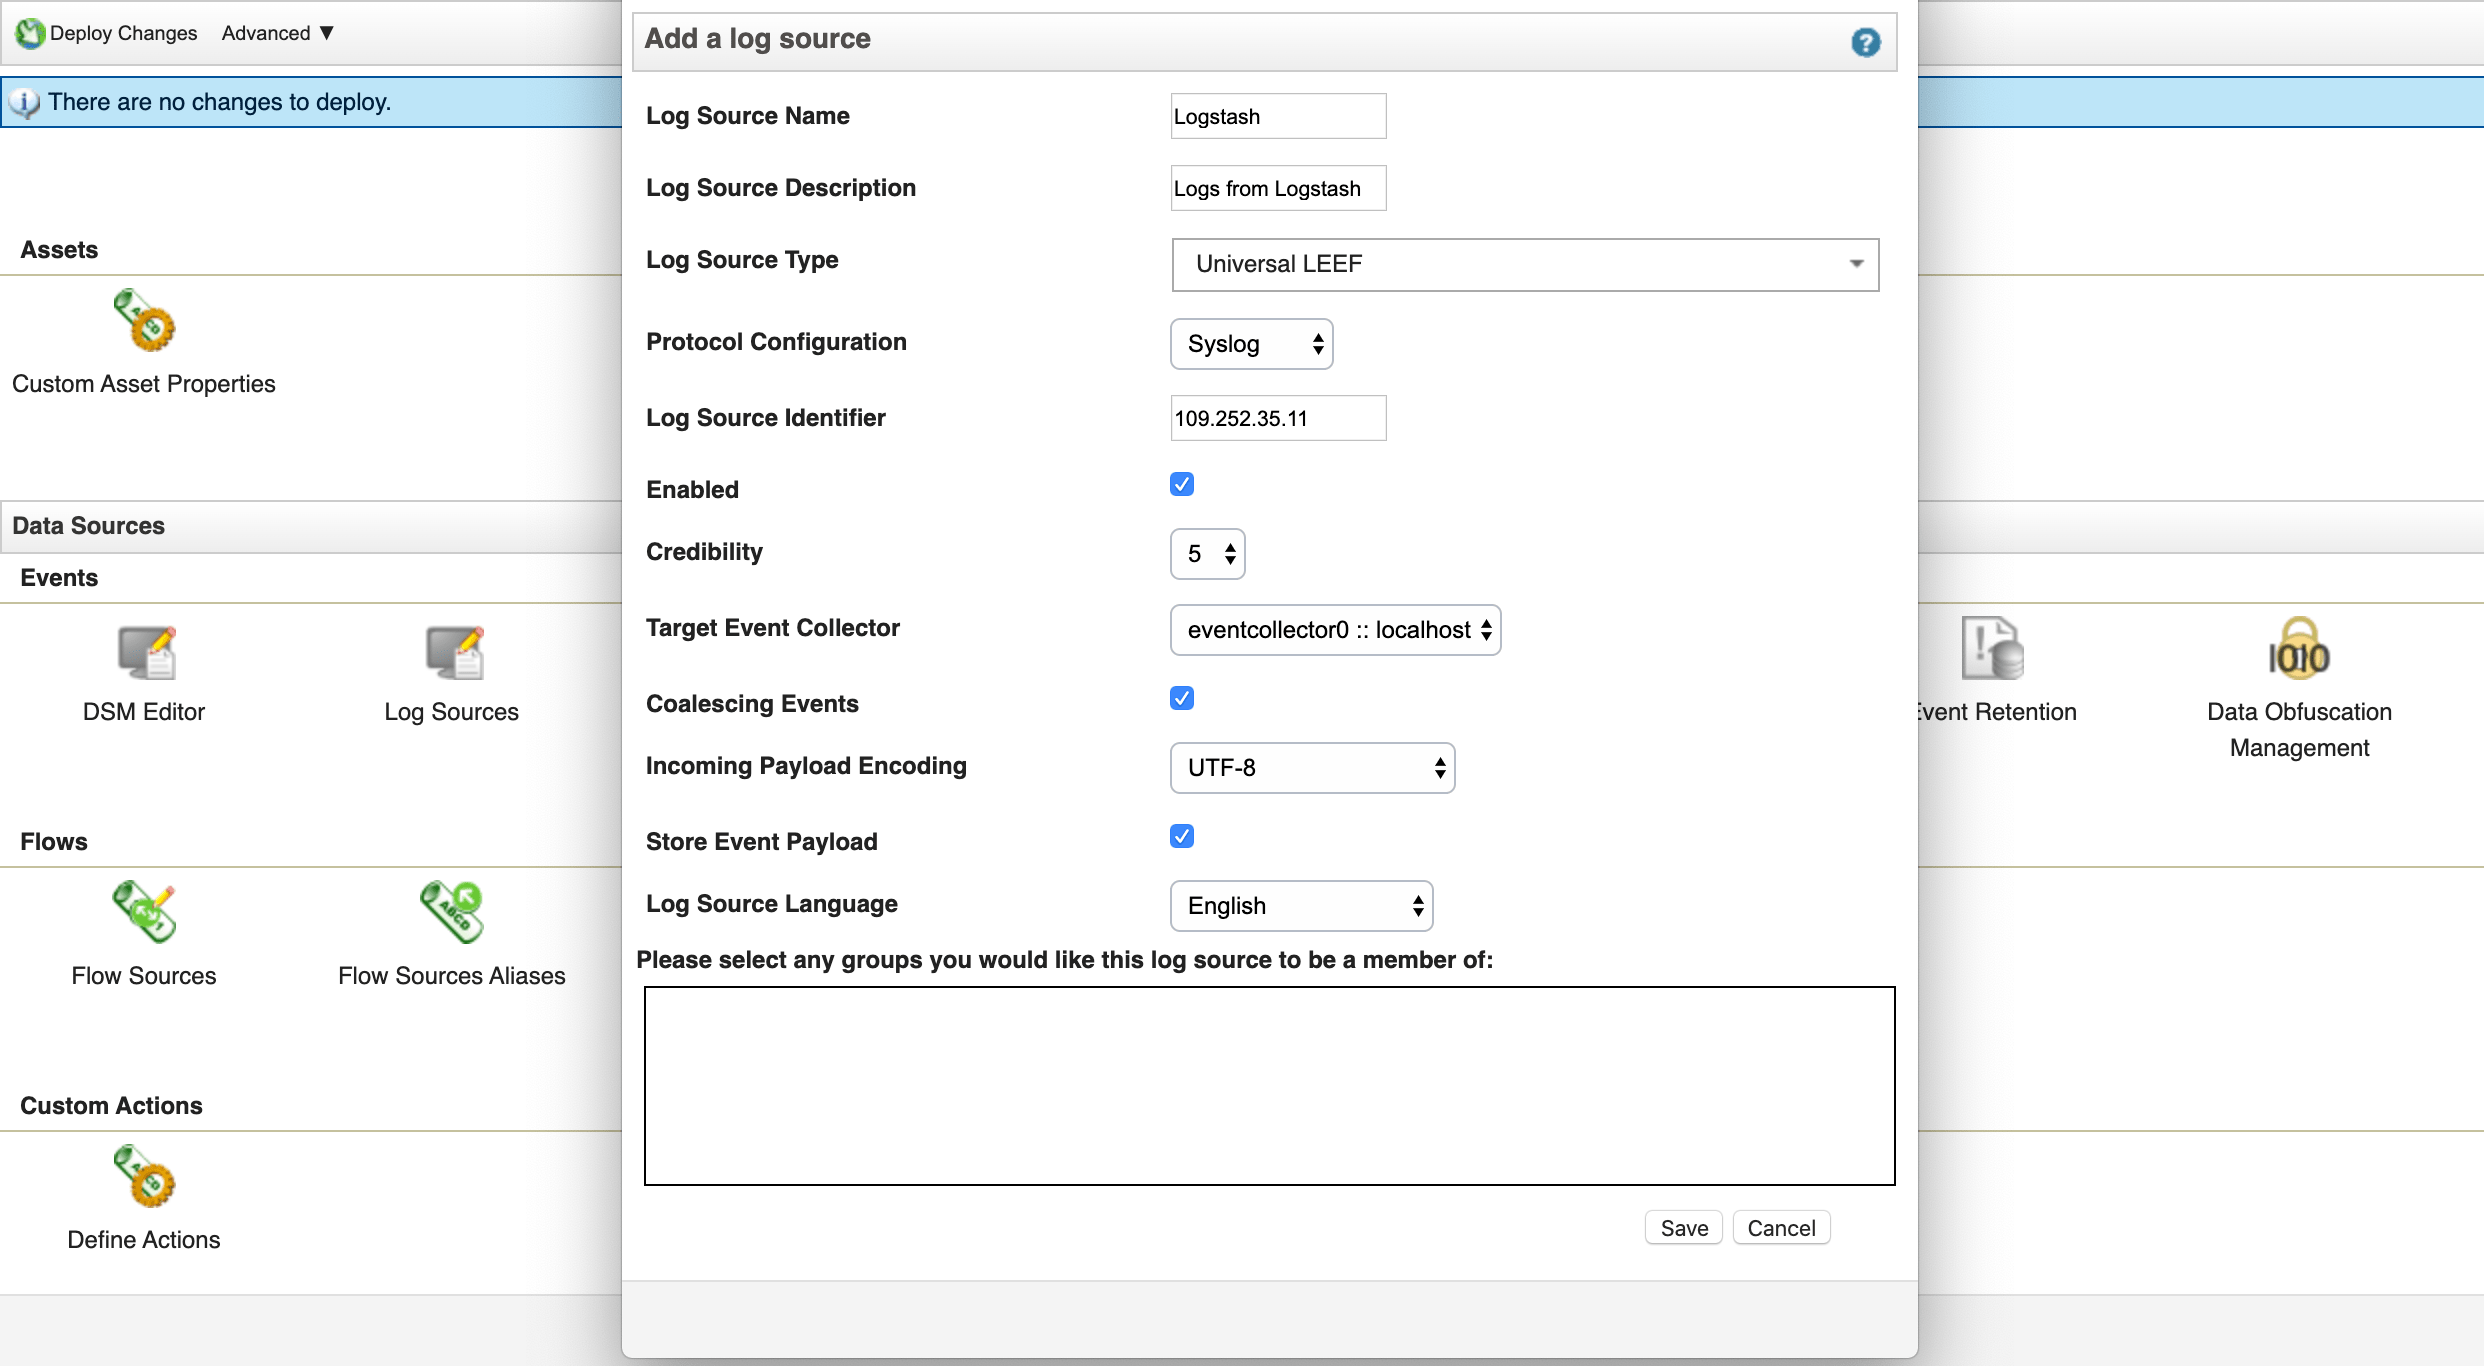 Deploy Changes Advanced ▼
There are no changes to deploy.
Assets
Custom Asset Properties
Data Sources
Events
DSM Editor
Log Sources
Flows
Flow Sources
Flow Sources Aliases
Custom Actions
Define Actions
Add a log source
?
Log Source Name Logstash
Log Source Description Logs from Logstash
Log Source Type Universal LEEF
Protocol Configuration Syslog
Log Source Identifier 109.252.35.11
Enabled
Credibility 5
Target Event Collector eventcollector0 :: localhost
Coalescing Events
Incoming Payload Encoding UTF-8
Store Event Payload
Log Source Language English
Please select any groups you would like this log source to be a member of:
Save Cancel
Event Retention
Data Obfuscation
Management